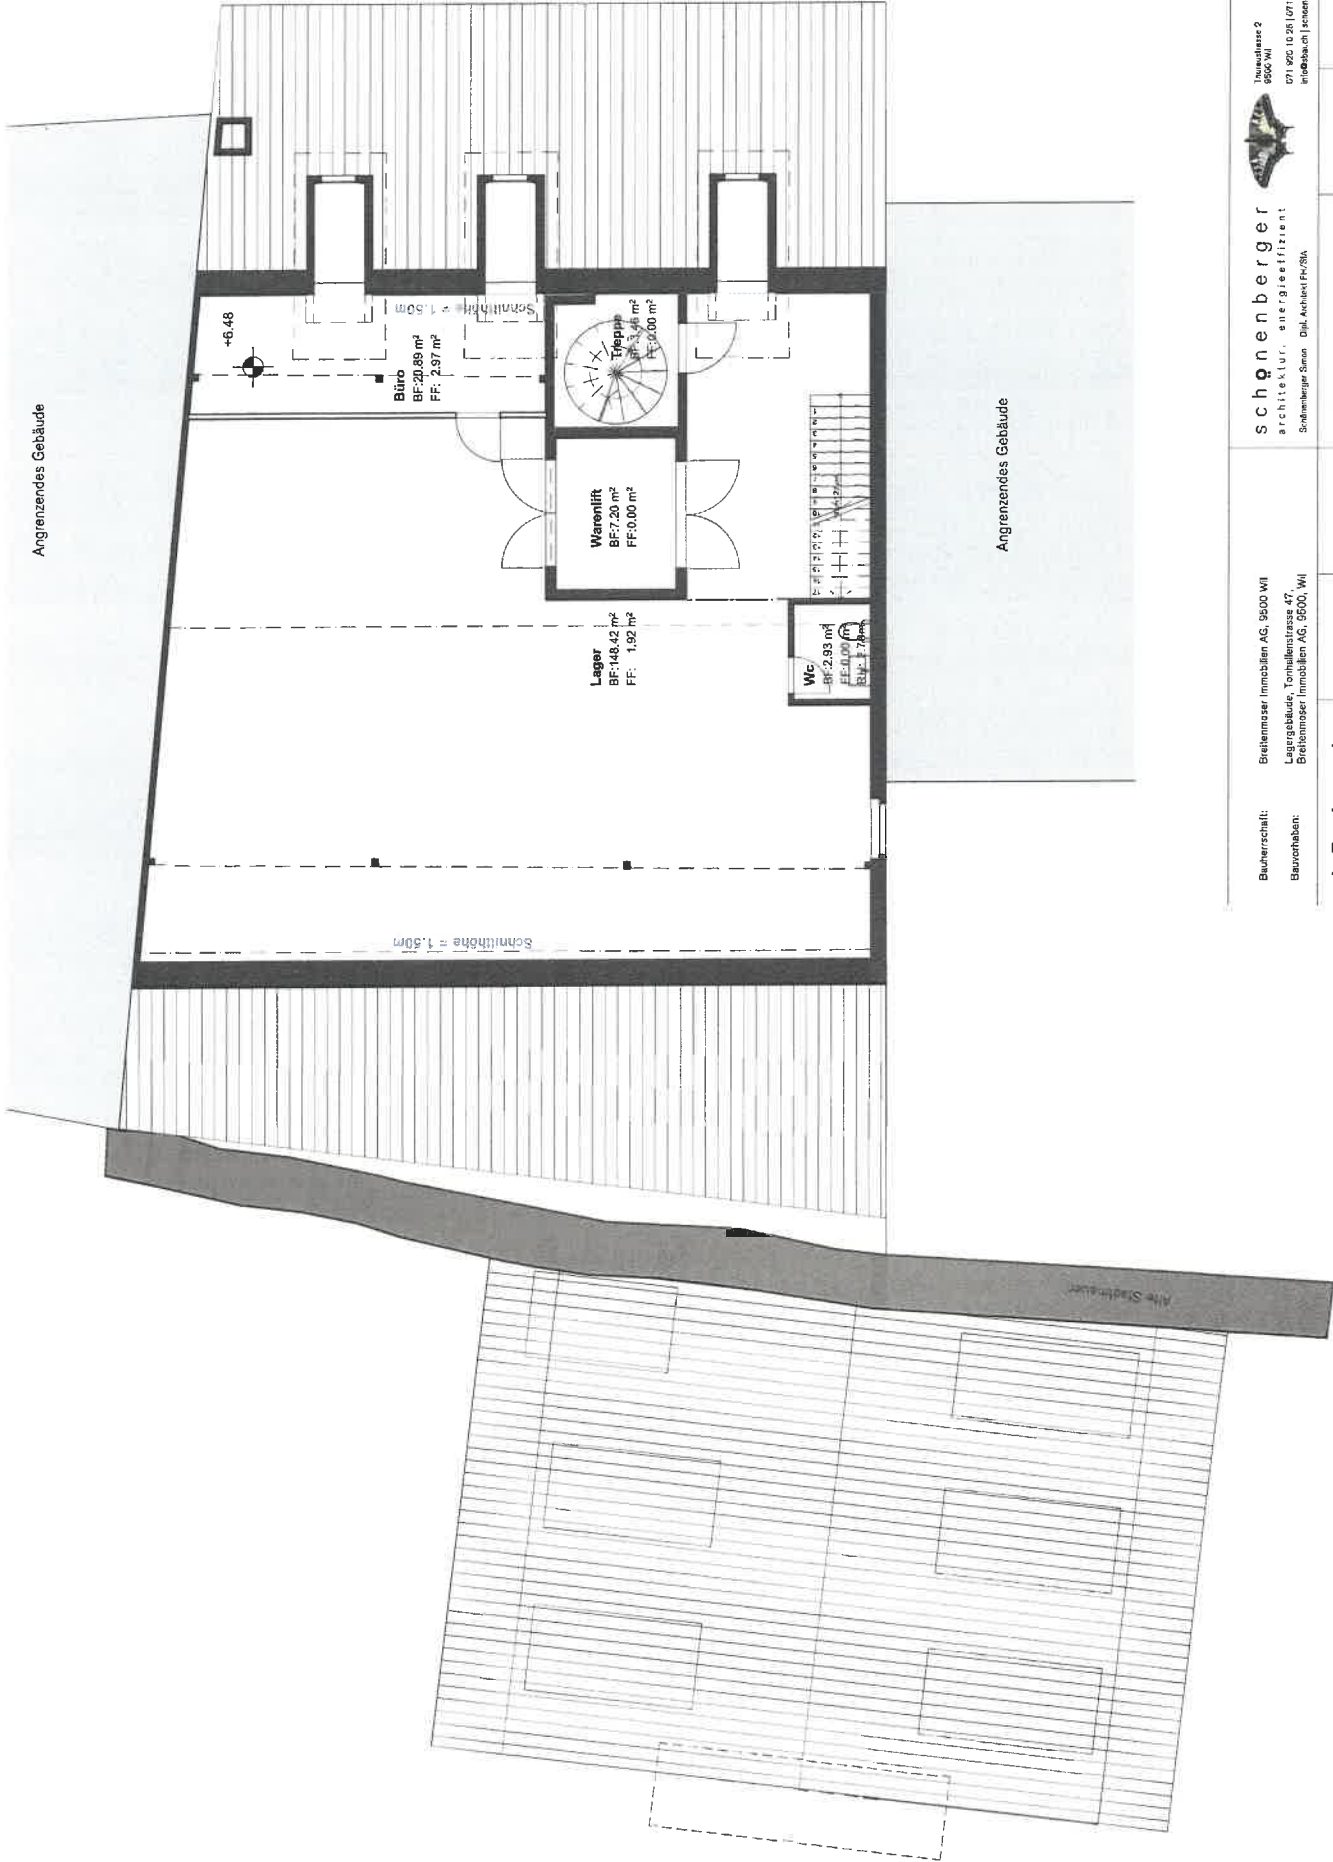 Angrenzendes Gebäude
+6.48
Schnitthöhe = 1.50m
Büro
BF:20.89 m²
FF: 2.97 m²
Treppe
FF:0.00 m²
Warenlift
BF:7.20 m²
FF:0.00 m²
Lager
BF:148.42 m²
FF: 1.92 m²
Wc
BF:2.93 m²
FF:0.00 m²
Schnitthöhe = 1.50m
Angrenzendes Gebäude
Alte Stadtmauer
Bauherrschaft: Breitenmoser Immobilien AG, 9500 Wil
Bauvorhaben: Lagergebäude, Tonhallenstrasse 47,
Breitenmoser Immobilien AG, 9500, Wil
schönenberger
architektur, energieeffizient
Schönenberger Simon Dipl. Architekt FH/SIA
9500 Wil